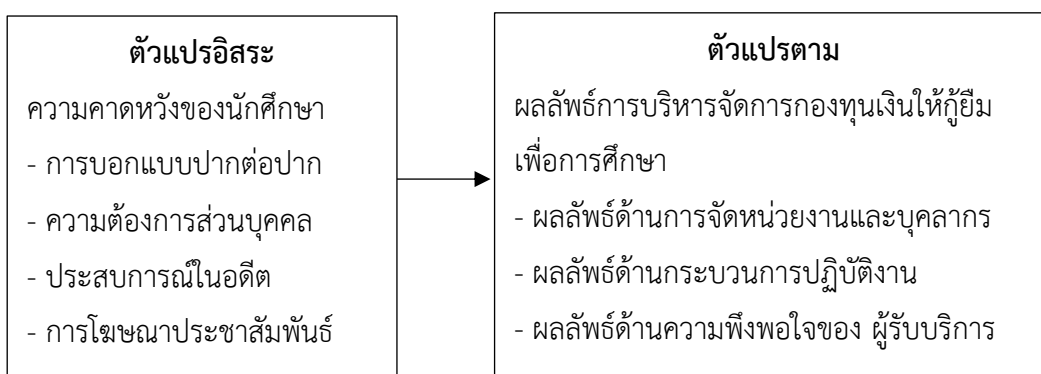 ตัวแปรอิสระ
ความคาดหวังของนักศึกษา
- การบอกแบบปากต่อปาก
- ความต้องการส่วนบุคคล
- ประสบการณ์ในอดีต
- การโฆษณาประชาสัมพันธ์
ตัวแปรตาม
ผลลัพธ์การบริหารจัดการกองทุนเงินให้กู้ยืม
เพื่อการศึกษา
- ผลลัพธ์ด้านการจัดหน่วยงานและบุคลากร
- ผลลัพธ์ด้านกระบวนการปฏิบัติงาน
- ผลลัพธ์ด้านความพึงพอใจของ ผู้รับบริการ